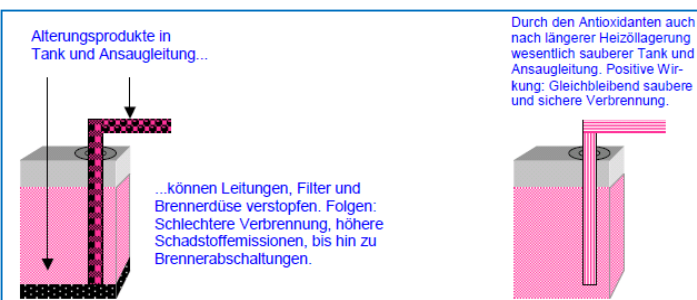 Alterungsprodukte in
Tank und Ansaugleitung...
...können Leitungen, Filter und
Brennerdüse verstopfen. Folgen:
Schlechtere Verbrennung, höhere
Schadstoffemissionen, bis hin zu
Brennerabschaltungen.
Durch den Antioxidanten auch
nach längerer Heizöllagerung
wesentlich sauberer Tank und
Ansaugleitung. Positive Wir-
kung: Gleichbleibend saubere
und sichere Verbrennung.